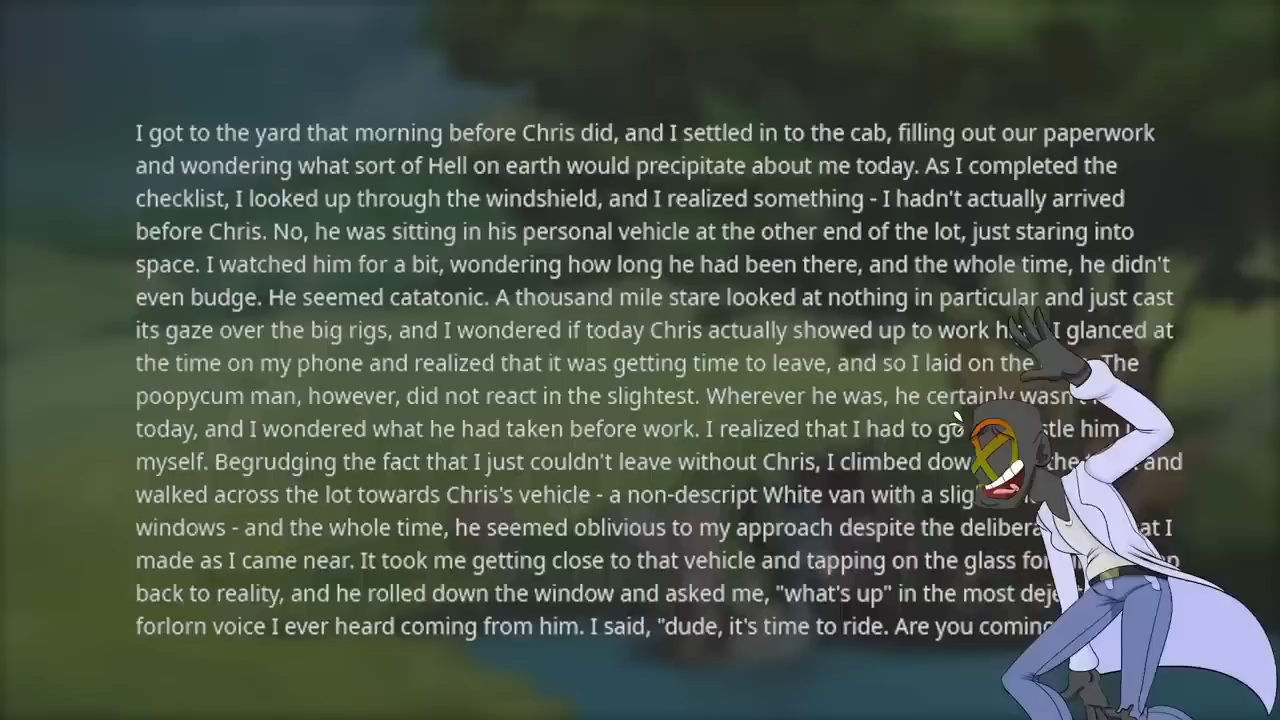 I got to the yard that morning before Chris did, and I settled in to the cab, filling out our paperwork
and wondering what sort of Hell on earth would precipitate about me today. As I completed the
checklist, I looked up through the windshield, and I realized something - I hadn't actually arrived
before Chris. No, he was sitting in his personal vehicle at the other end of the lot, just staring into
space. I watched him for a bit, wondering how long he had been there, and the whole time, he didn't
even budge. He seemed catatonic. A thousand mile stare looked at nothing in particular and just cast
its gaze over the big rigs, and I wondered if today Chris actually showed up to work I glanced at
the time on my phone and realized that it was getting time to leave, and so I laid on the The
poopycum man, however, did not react in the slightest. Wherever he was, he certainly wasn't
today, and I wondered what he had taken before work. I realized that I had to go him
myself. Begrudging the fact that I just couldn't leave without Chris, I climbed the and
walked across the lot towards Chris's vehicle - a non-descript White van with a
windows - and the whole time, he seemed oblivious to my approach despite the I
made as I came near. It took me getting close to that vehicle and tapping on the glass for
back to reality, and he rolled down the window and asked me, "what's up" in the most
forlorn voice I ever heard coming from him. I said, "dude, it's time to ride. Are you coming